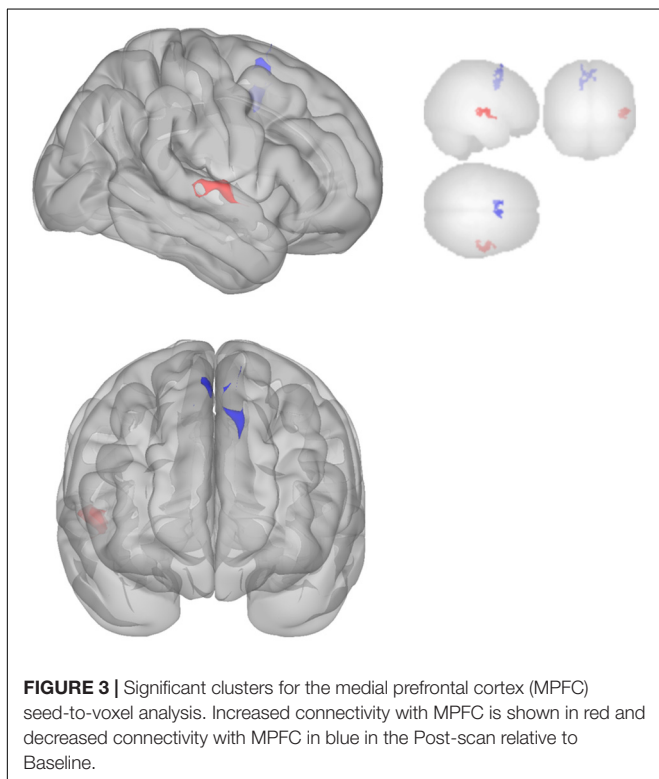 FIGURE 3 | Significant clusters for the medial prefrontal cortex (MPFC)
seed-to-voxel analysis. Increased connectivity with MPFC is shown in red and
decreased connectivity with MPFC in blue in the Post-scan relative to
Baseline.